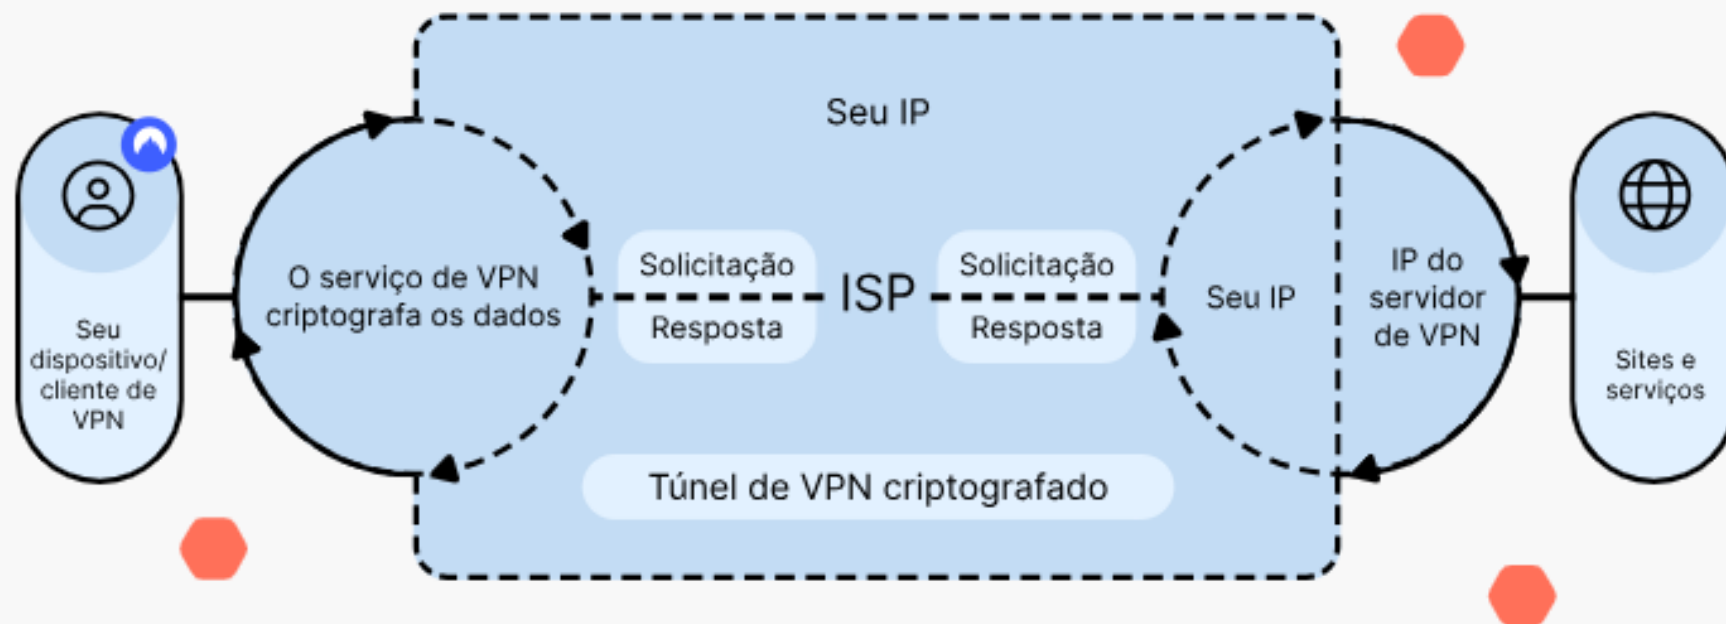 Seu IP
Seu
dispositivo/
cliente de
VPN
O serviço de VPN
criptografa os dados
Solicitação
Resposta
ISP
Solicitação
Resposta
Seu IP
IP do
servidor
de VPN
Sites e
serviços
Túnel de VPN criptografado